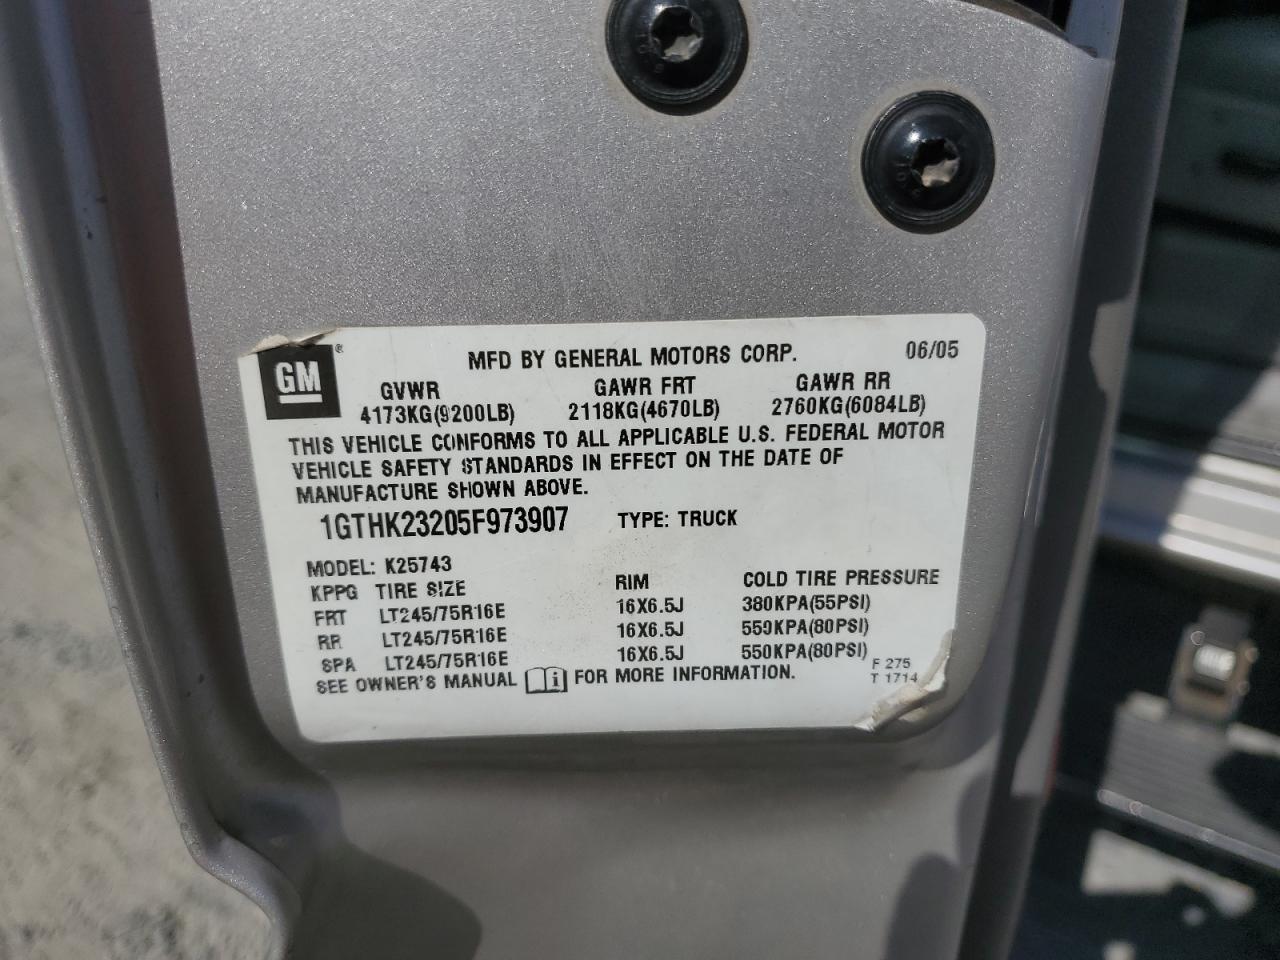 GM ® MFD BY GENERAL MOTORS CORP. 06/05
GVWR GAWR FRT GAWR RR
4173KG(9200LB) 2118KG(4670LB) 2760KG(6084LB)
THIS VEHICLE CONFORMS TO ALL APPLICABLE U.S. FEDERAL MOTOR
VEHICLE SAFETY STANDARDS IN EFFECT ON THE DATE OF
MANUFACTURE SHOWN ABOVE.
1GTHK23205F973907 TYPE: TRUCK
MODEL: K25743
KPPG TIRE SIZE RIM COLD TIRE PRESSURE
FRT LT245/75R16E 16X6.5J 380KPA(55PSI)
RR LT245/75R16E 16X6.5J 550KPA(80PSI)
SPA LT245/75R16E 16X6.5J 550KPA(80PSI)
SEE OWNER'S MANUAL i FOR MORE INFORMATION.
F 275
T 1714